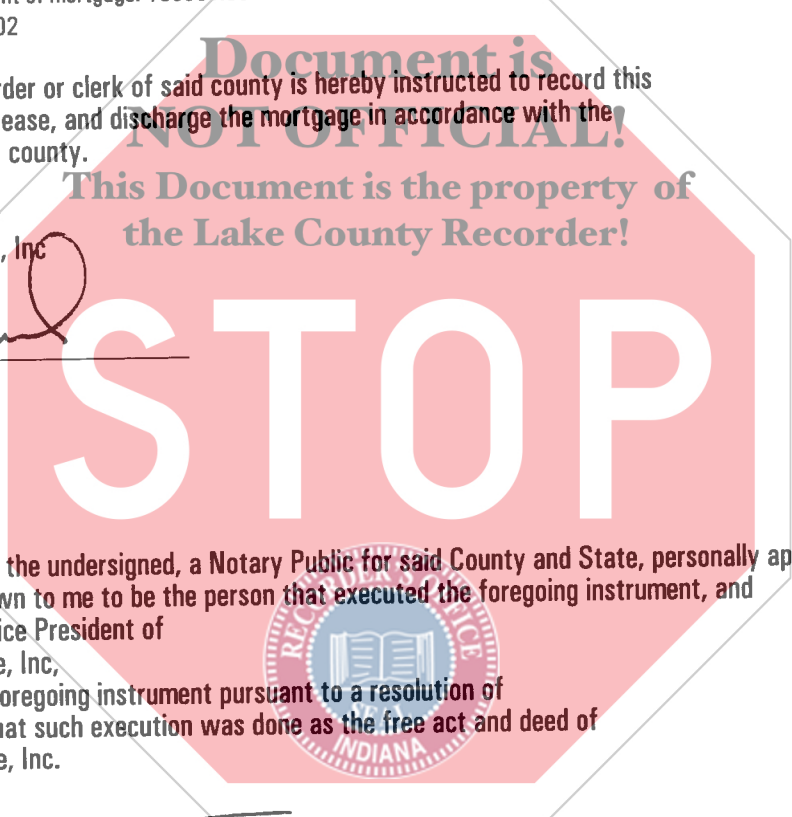 02
Document is
rder or clerk of said county is hereby instructed to record this
ease, and discharge the mortgage in accordance with the
NOT OFFICIAL!
county.
This Document is the property of
the Lake County Recorder!
, Inc
STOP
the undersigned, a Notary Public for said County and State, personally ap
wn to me to be the person that executed the foregoing instrument, and
ice President of
e, Inc,
oregoing instrument pursuant to a resolution of
hat such execution was done as the free act and deed of
e, Inc.
RECORDER'S OFFICE
SEAL
INDIANA